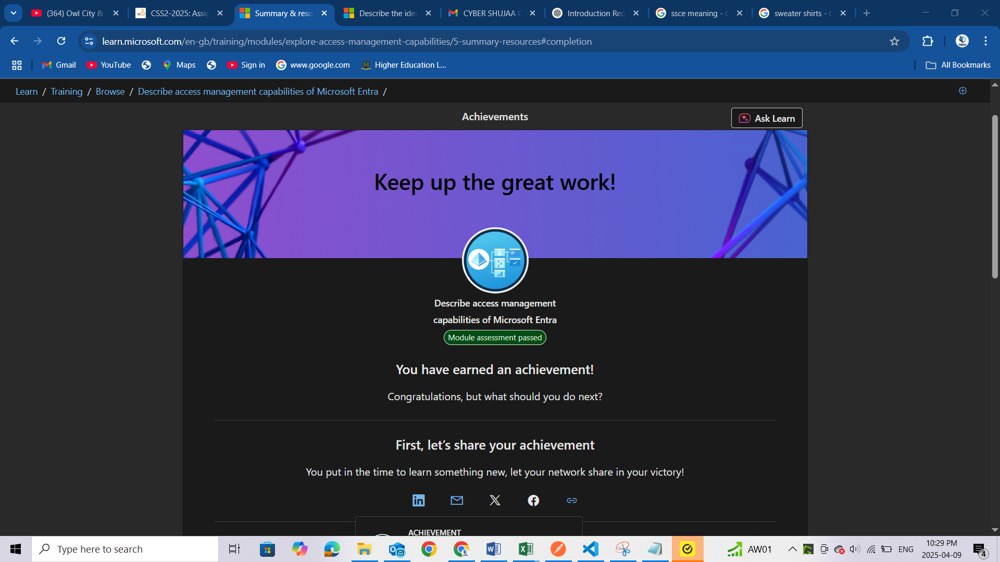 (364) Owl City &
CSS2-2025: Assig
Summary & reso
Describe the iden
CYBER SHUJAA C
Introduction Req
ssce meaning - G
sweater shirts - G
learn.microsoft.com/en-gb/training/modules/explore-access-management-capabilities/5-summary-resources#completion
Gmail
YouTube
Maps
Sign in
www.google.com
Higher Education L...
All Bookmarks
Learn / Training / Browse / Describe access management capabilities of Microsoft Entra /
Achievements
Ask Learn
Keep up the great work!
Describe access management
capabilities of Microsoft Entra
Module assessment passed
You have earned an achievement!
Congratulations, but what should you do next?
First, let’s share your achievement
You put in the time to learn something new, let your network share in your victory!
ACHIEVEMENT
Type here to search
AW01
ENG
10:29 PM
2025-04-09
4